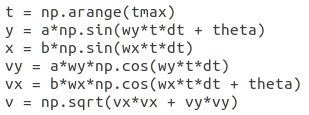 t = np.arange(tmax)
y = a*np.sin(wy*t*dt + theta)
x = b*np.sin(wx*t*dt)
vy = a*wy*np.cos(wy*t*dt)
vx = b*wx*np.cos(wx*t*dt + theta)
v = np.sqrt(vx*vx + vy*vy)